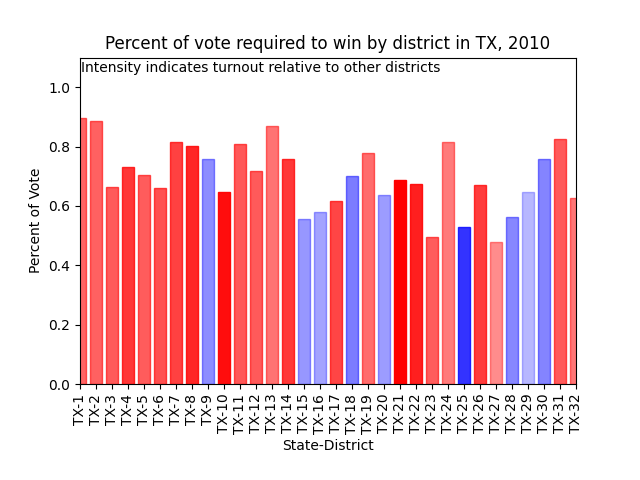 Percent of vote required to win by district in TX, 2010
Intensity indicates turnout relative to other districts
1.0
0.8
0.6
0.4
0.2
0.0
Percent of Vote
TX-1
TX-2
TX-3
TX-4
TX-5
TX-6
TX-7
TX-8
TX-9
TX-10
TX-11
TX-12
TX-13
TX-14
TX-15
TX-16
TX-17
TX-18
TX-19
TX-20
TX-21
TX-22
TX-23
TX-24
TX-25
TX-26
TX-27
TX-28
TX-29
TX-30
TX-31
TX-32
State-District